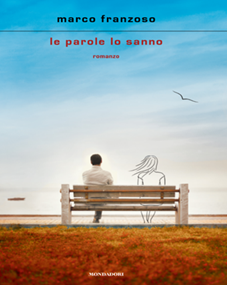 marco franzoso
le parole lo sanno
romanzo
MONDADORI